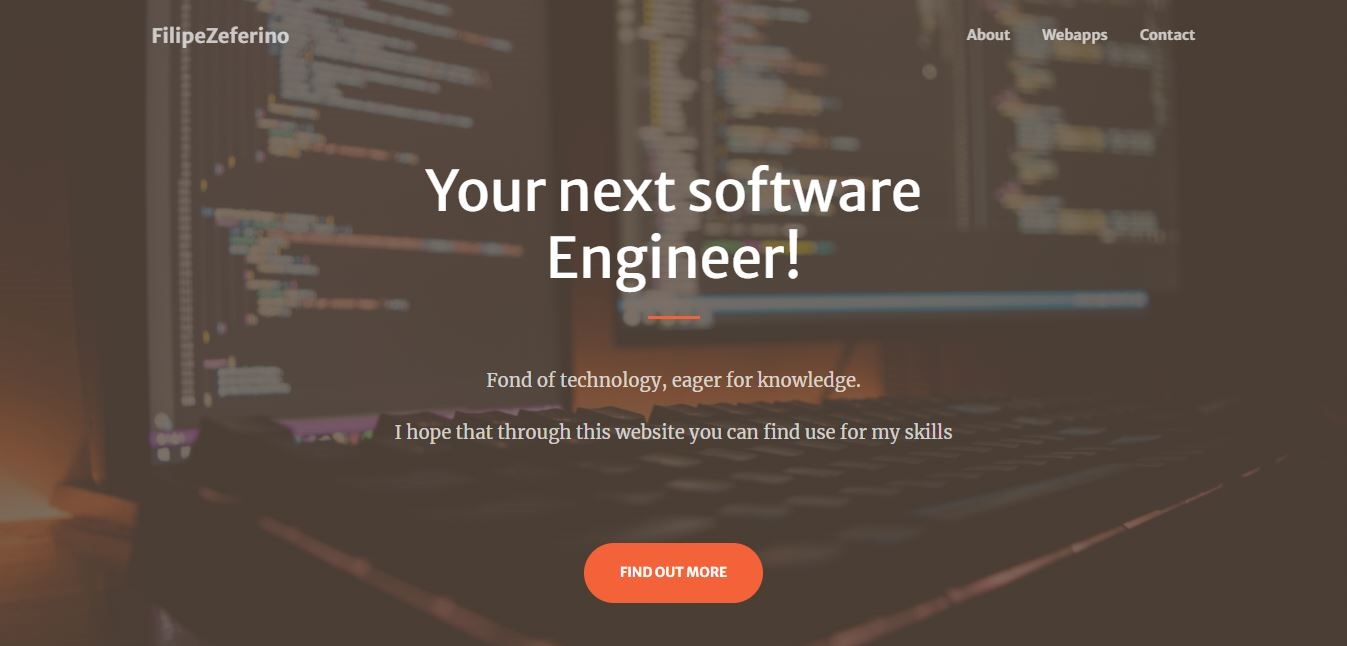 FilipeZeferino
About Webapps Contact
Your next software
Engineer!
Fond of technology, eager for knowledge.
I hope that through this website you can find use for my skills
FIND OUT MORE